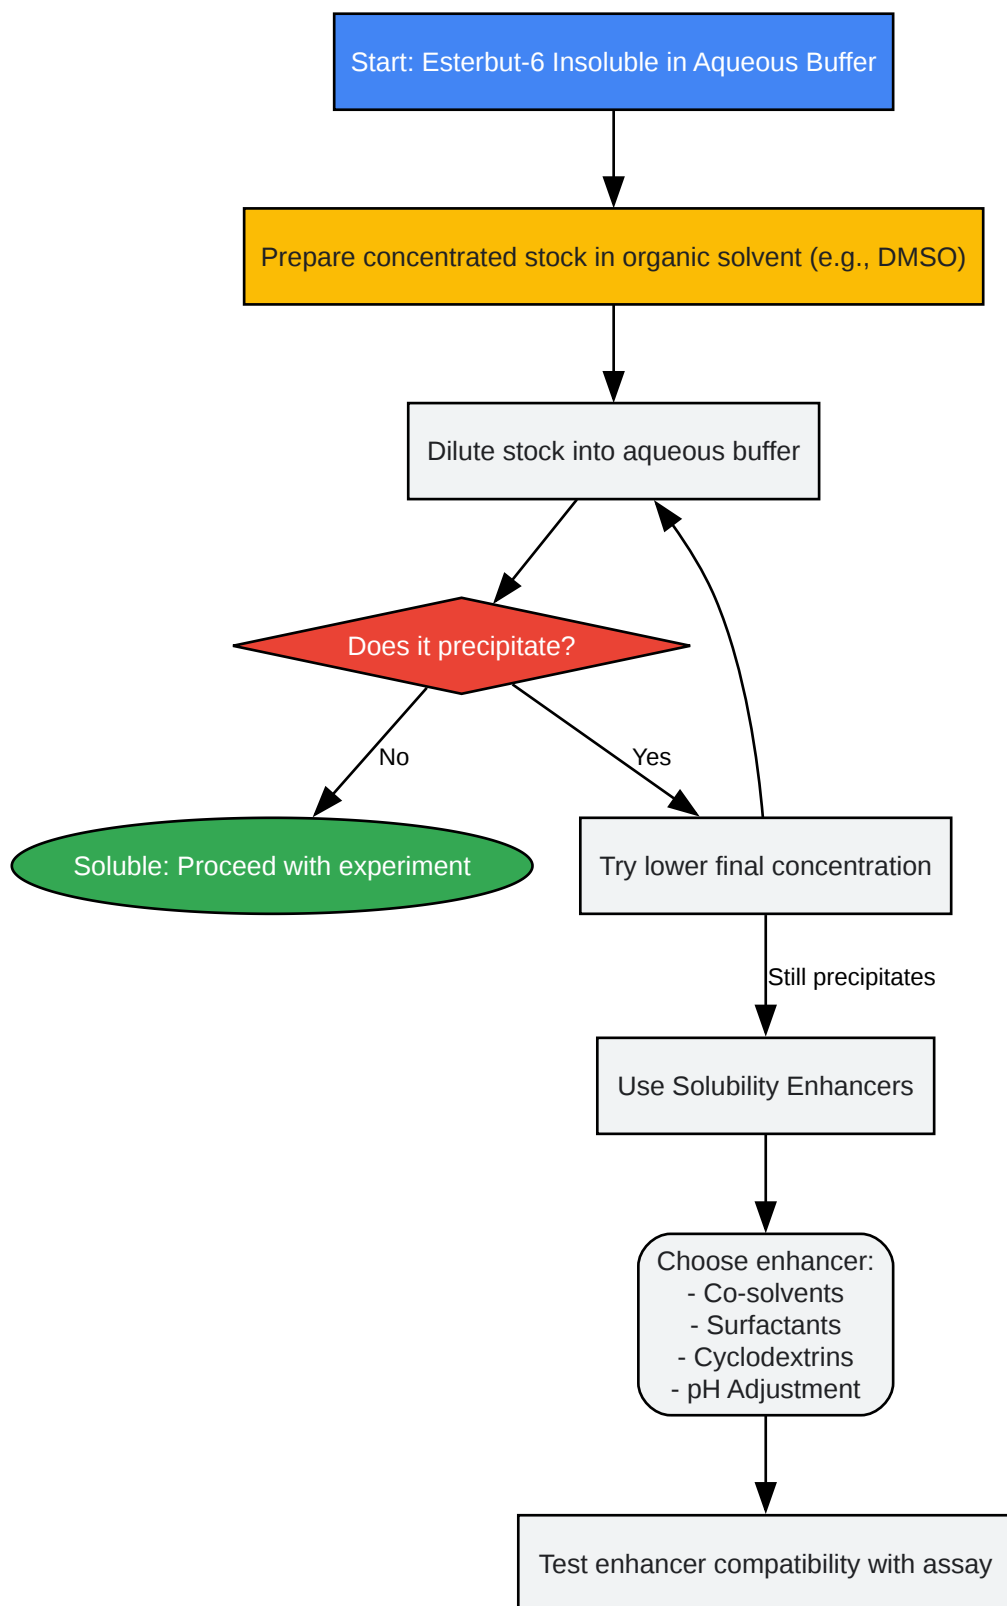 Start: Esterbut-6 Insoluble in Aqueous Buffer
Prepare concentrated stock in organic solvent (e.g., DMSO)
Dilute stock into aqueous buffer
Does it precipitate?
No
Yes
Soluble: Proceed with experiment
Try lower final concentration
Still precipitates
Use Solubility Enhancers
Choose enhancer:
- Co-solvents
- Surfactants
- Cyclodextrins
- pH Adjustment
Test enhancer compatibility with assay